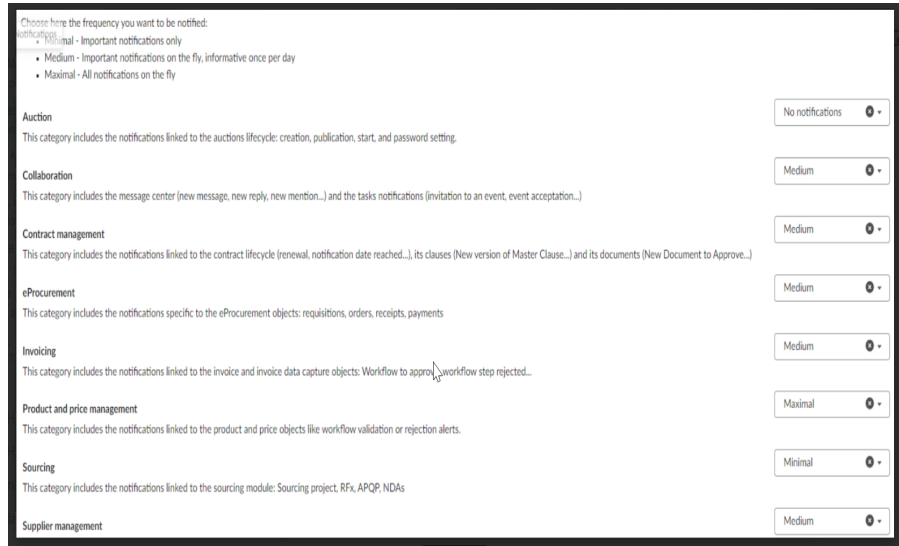 Choose here the frequency you want to be notified:
Notifications
Minimal - Important notifications only
Medium - Important notifications on the fly, informative once per day
Maximal - All notifications on the fly
Auction
No notifications
This category includes the notifications linked to the auctions lifecycle: creation, publication, start, and password setting.
Collaboration
Medium
This category includes the message center (new message, new reply, new mention...) and the tasks notifications (invitation to an event, event acceptation...)
Contract management
Medium
This category includes the notifications linked to the contract lifecycle (renewal, notification date reached...), its clauses (New version of Master Clause...) and its documents (New Document to Approve...)
eProcurement
Medium
This category includes the notifications specific to the eProcurement objects: requisitions, orders, receipts, payments
Invoicing
Medium
This category includes the notifications linked to the invoice and invoice data capture objects: Workflow to approve, workflow step rejected...
Product and price management
Maximal
This category includes the notifications linked to the product and price objects like workflow validation or rejection alerts.
Sourcing
Minimal
This category includes the notifications linked to the sourcing module: Sourcing project, RFx, APQP, NDAs
Supplier management
Medium